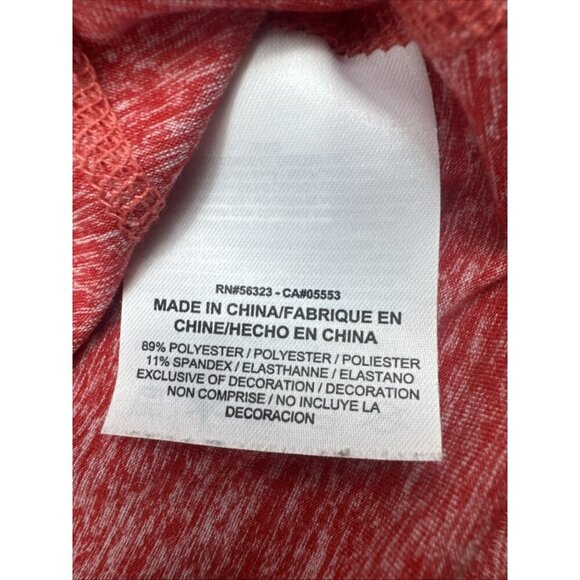 RN#56323 - CA#05553
MADE IN CHINA/FABRIQUE EN
CHINE/HECHO EN CHINA
89% POLYESTER / POLYESTER / POLIESTER
11% SPANDEX / ELASTHANNE / ELASTANO
EXCLUSIVE OF DECORATION / DECORATION
NON COMPRISE / NO INCLUYE LA
DECORACION